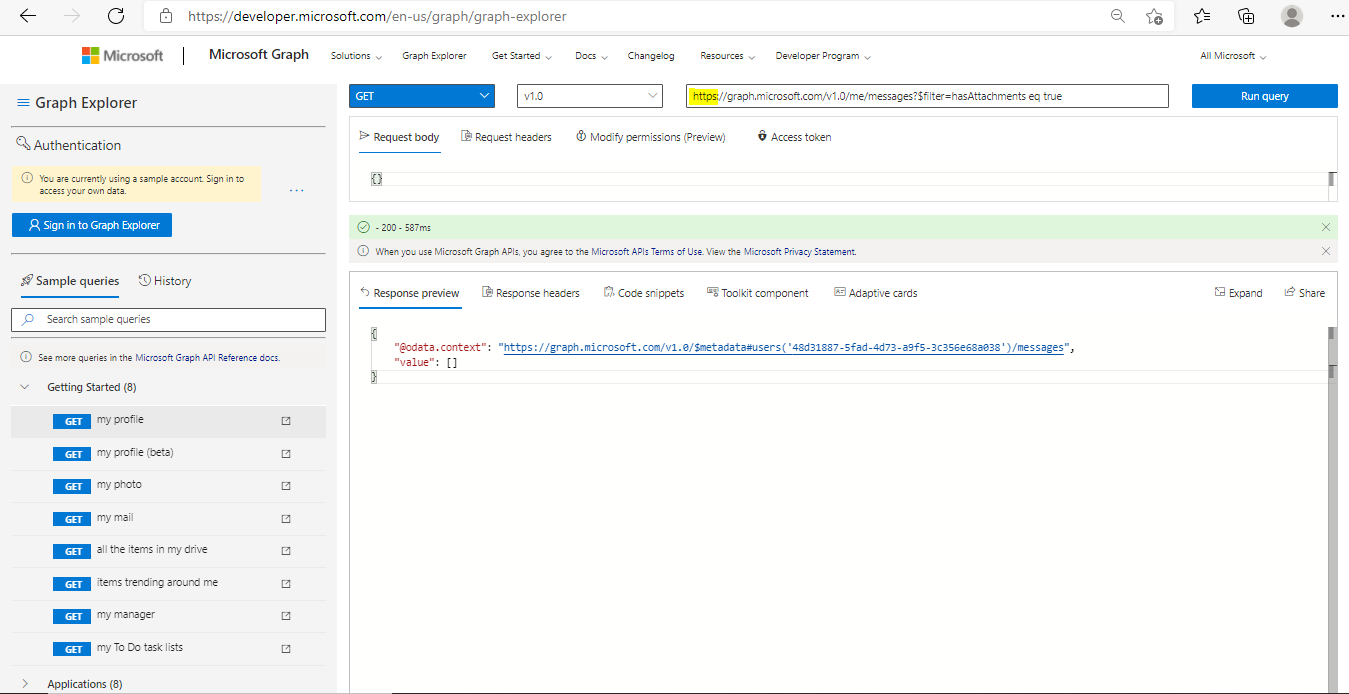 https://developer.microsoft.com/en-us/graph/graph-explorer
Microsoft
Microsoft Graph
Solutions
Graph Explorer
Get Started
Docs
Changelog
Resources
Developer Program
All Microsoft
Graph Explorer
GET
v1.0
https://graph.microsoft.com/v1.0/me/messages?$filter=hasAttachments eq true
Run query
Authentication
You are currently using a sample account. Sign in to
access your own data.
...
Sign in to Graph Explorer
Request body
Request headers
Modify permissions (Preview)
Access token
{}
- 200 - 587ms
When you use Microsoft Graph APIs, you agree to the Microsoft APIs Terms of Use. View the Microsoft Privacy Statement.
Sample queries
History
Search sample queries
See more queries in the Microsoft Graph API Reference docs.
Getting Started (8)
GET my profile
GET my profile (beta)
GET my photo
GET my mail
GET all the items in my drive
GET items trending around me
GET my manager
GET my To Do task lists
Applications (8)
Response preview
Response headers
Code snippets
Toolkit component
Adaptive cards
Expand
Share
{
"@odata.context": "https://graph.microsoft.com/v1.0/$metadata#users('48d31887-5fad-4d73-a9f5-3c356e68a038')/messages",
"value": []
}